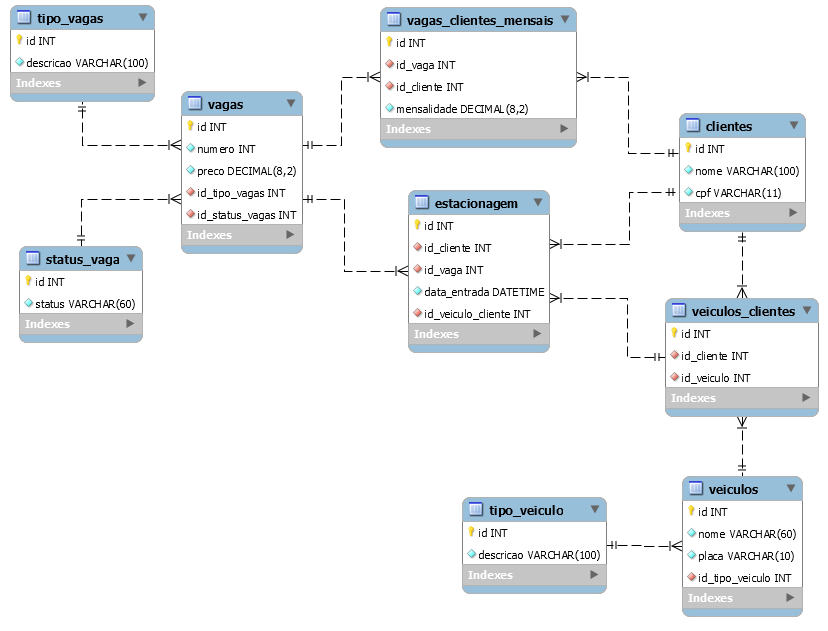 tipo_vagas
id INT
descricao VARCHAR(100)
Indexes
vagas
id INT
numero INT
preco DECIMAL(8,2)
id_tipo_vagas INT
id_status_vagas INT
Indexes
status_vaga
id INT
status VARCHAR(60)
Indexes
vagas_clientes_mensais
id INT
id_vaga INT
id_cliente INT
mensalidade DECIMAL(8,2)
Indexes
estacionagem
id INT
id_cliente INT
id_vaga INT
data_entrada DATETIME
id_veiculo_cliente INT
Indexes
clientes
id INT
nome VARCHAR(100)
cpf VARCHAR(11)
Indexes
veiculos_clientes
id INT
id_cliente INT
id_veiculo INT
Indexes
tipo_veiculo
id INT
descricao VARCHAR(100)
Indexes
veiculos
id INT
nome VARCHAR(60)
placa VARCHAR(10)
id_tipo_veiculo INT
Indexes